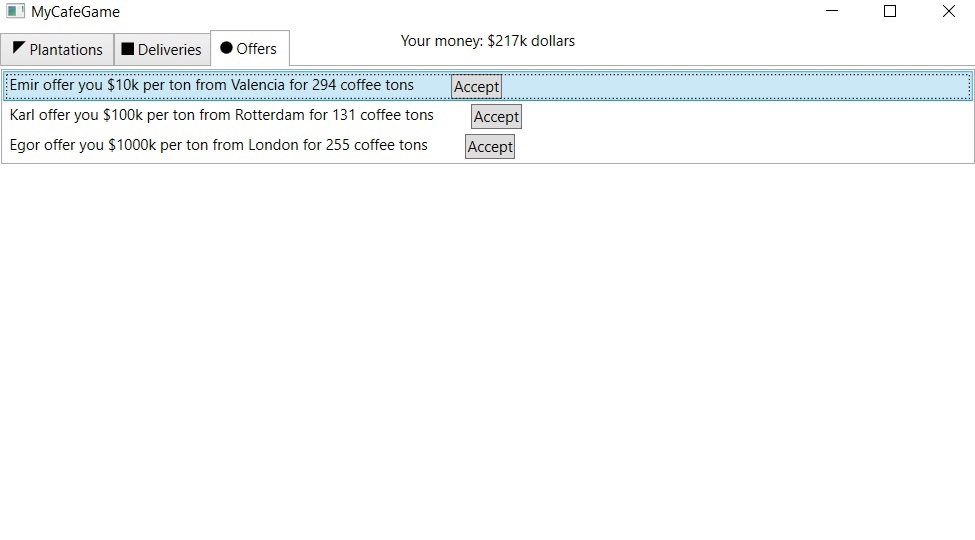 MyCafeGame
Plantations Deliveries Offers Your money: $217k dollars
Emir offer you $10k per ton from Valencia for 294 coffee tons Accept
Karl offer you $100k per ton from Rotterdam for 131 coffee tons Accept
Egor offer you $1000k per ton from London for 255 coffee tons Accept